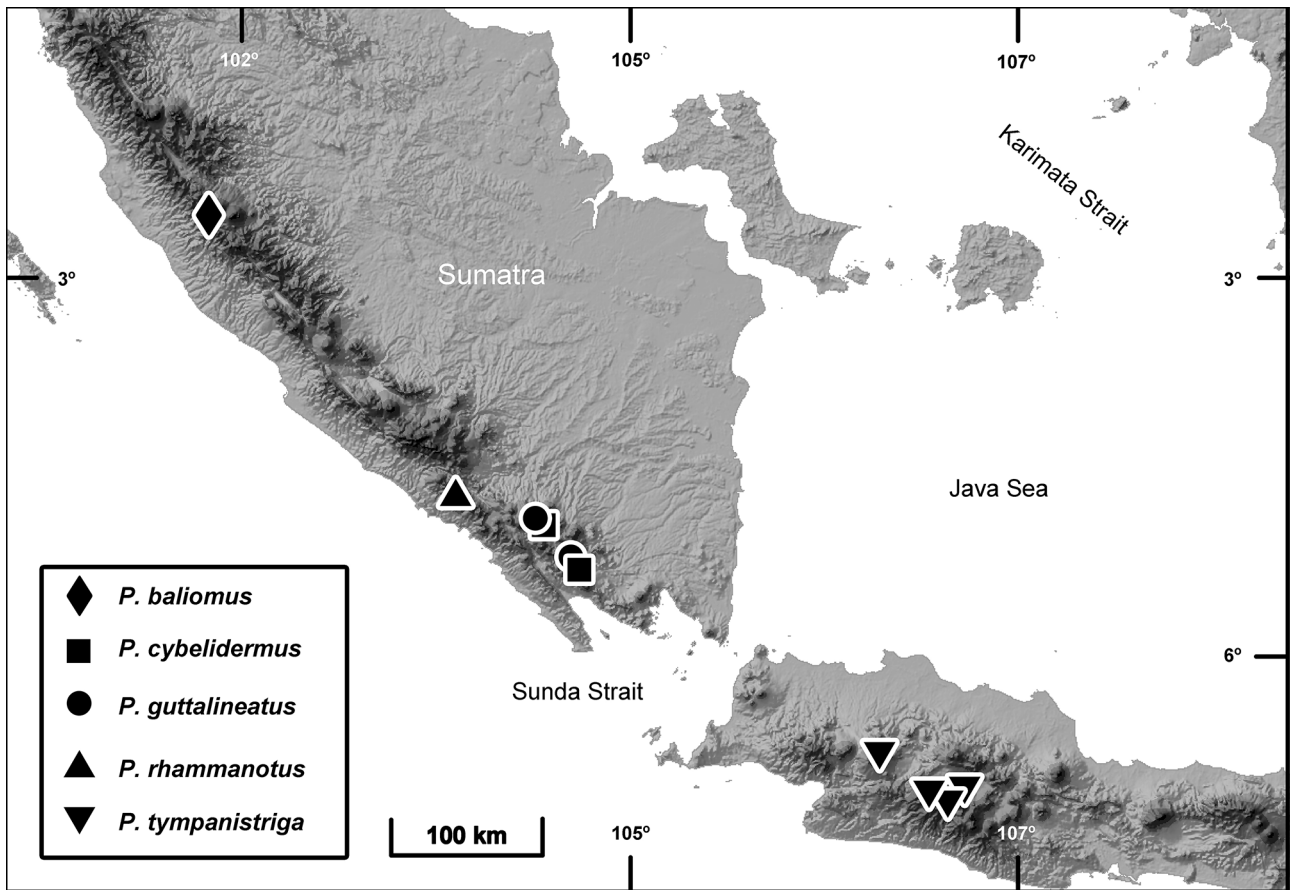 102º
105º
107º
Karimata Strait
3º
Sumatra
3º
Java Sea
P. baliomus
P. cybelidermus
P. guttalineatus
P. rhammanotus
P. tympanistriga
6º
Sunda Strait
100 km
105º
107º